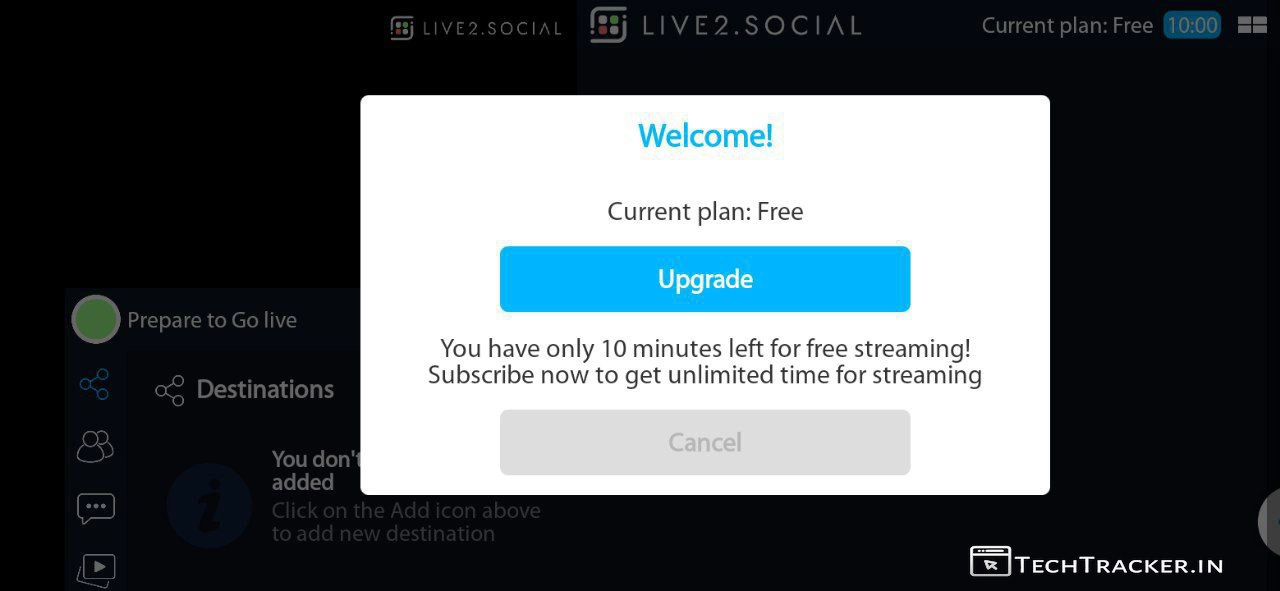 LIVE2.SOCIAL
LIVE2.SOCIAL
Current plan: Free 10:00
Welcome!
Current plan: Free
Upgrade
You have only 10 minutes left for free streaming!
Subscribe now to get unlimited time for streaming
Cancel
Prepare to Go live
Destinations
You don't
added
Click on the Add icon above
to add new destination
TECHTRACKER.IN